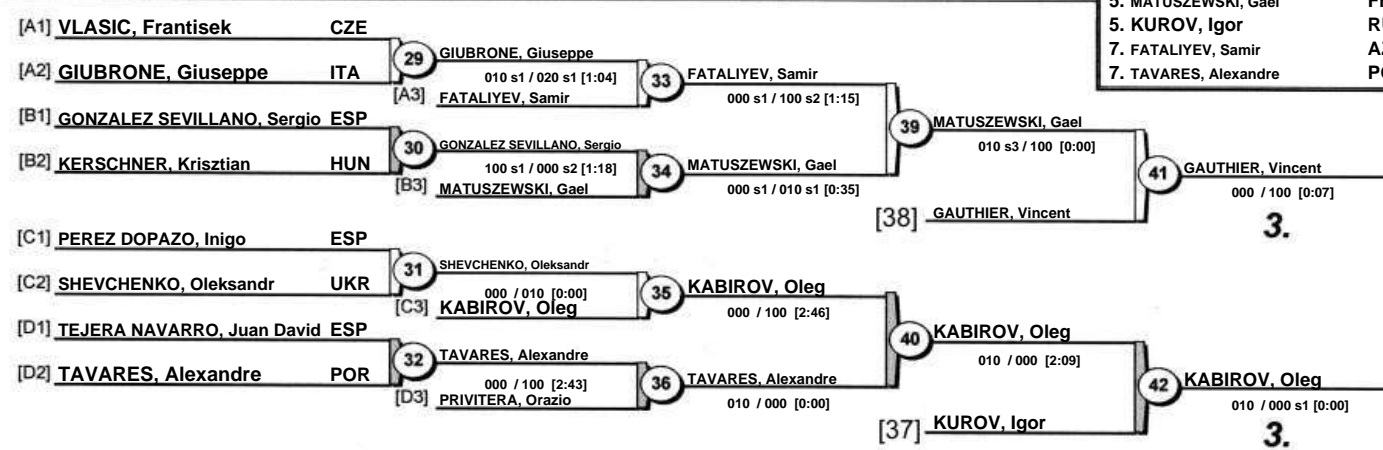 5. MATUSZEWSKI, Gael
5. KUROV, Igor
7. FATALIYEV, Samir
7. TAVARES, Alexandre PO
[A1] VLASIC, Frantisek CZE
[A2] GIUBRONE, Giuseppe ITA
29
GIUBRONE, Giuseppe
010 s1 / 020 s1 [1:04]
[A3] FATALIYEV, Samir
33
FATALIYEV, Samir
000 s1 / 100 s2 [1:15]
[B1] GONZALEZ SEVILLANO, Sergio ESP
[B2] KERSCHNER, Krisztian HUN
30
GONZALEZ SEVILLANO, Sergio
100 s1 / 000 s2 [1:18]
[B3] MATUSZEWSKI, Gael
34
MATUSZEWSKI, Gael
000 s1 / 010 s1 [0:35]
39
MATUSZEWSKI, Gael
010 s3 / 100 [0:00]
[38] GAUTHIER, Vincent
41
GAUTHIER, Vincent
000 / 100 [0:07]
3.
[C1] PEREZ DOPAZO, Inigo ESP
[C2] SHEVCHENKO, Oleksandr UKR
31
SHEVCHENKO, Oleksandr
000 / 010 [0:00]
[C3] KABIROV, Oleg
35
KABIROV, Oleg
000 / 100 [2:46]
[D1] TEJERA NAVARRO, Juan David ESP
[D2] TAVARES, Alexandre POR
32
TAVARES, Alexandre
000 / 100 [2:43]
[D3] PRIVITERA, Orazio
36
TAVARES, Alexandre
010 / 000 [0:00]
40
KABIROV, Oleg
010 / 000 [2:09]
[37] KUROV, Igor
42
KABIROV, Oleg
010 / 000 s1 [0:00]
3.